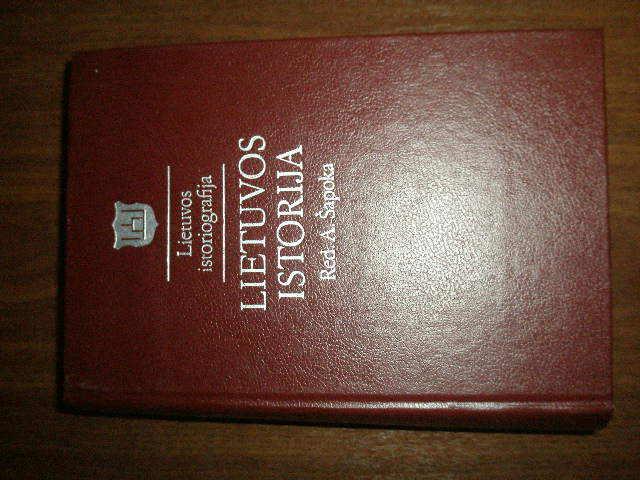 Lietuvos
istoriografija
LIETUVOS
ISTORIJA
Red. A. Šapoka